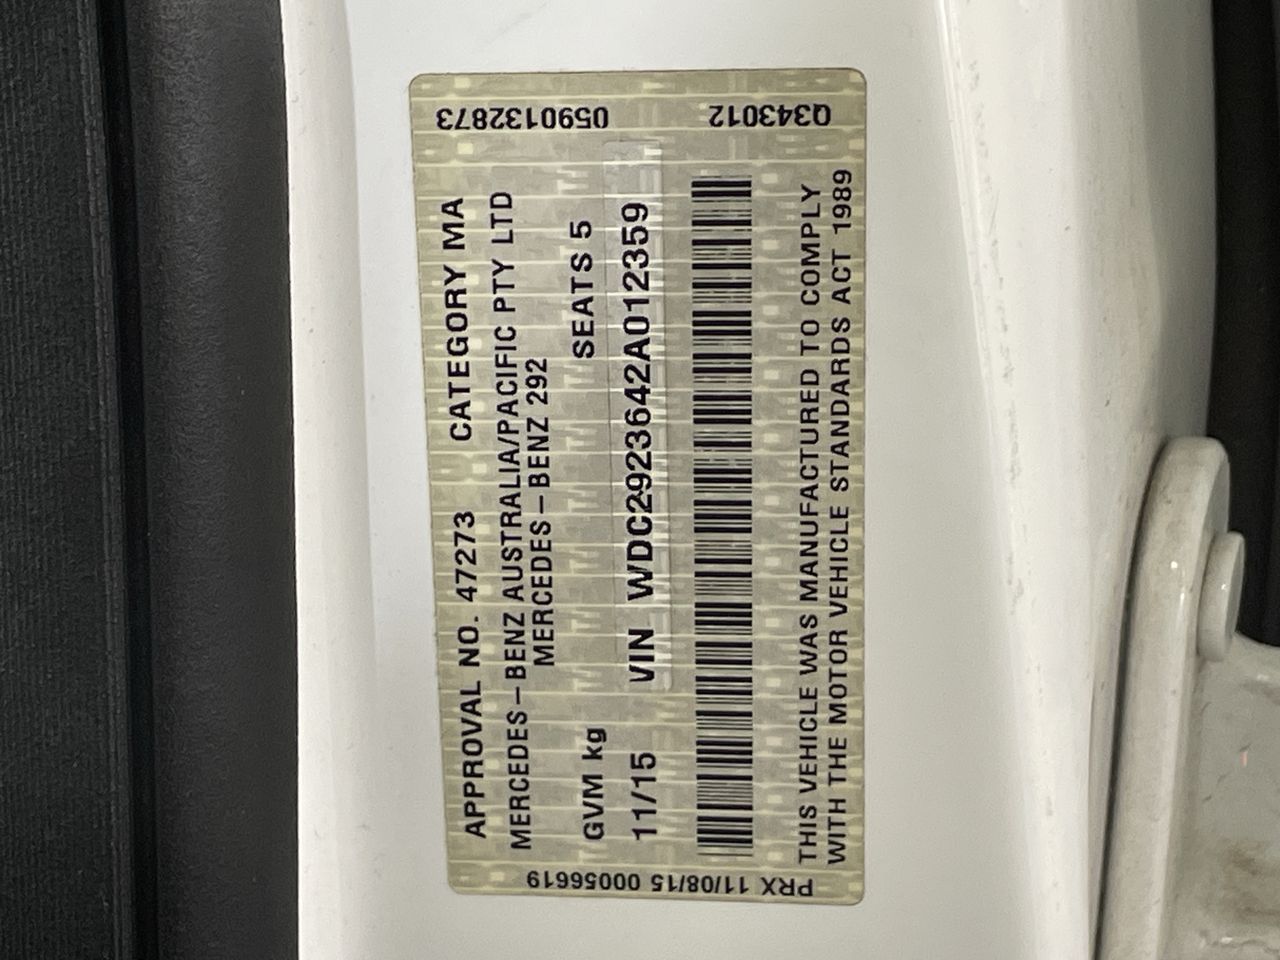 APPROVAL NO. 47273 CATEGORY MA
MERCEDES-BENZ AUSTRALIA/PACIFIC PTY LTD
MERCEDES-BENZ 292
GVM kg SEATS 5
11/15 VIN WDC2923642A012359
THIS VEHICLE WAS MANUFACTURED TO COMPLY
WITH THE MOTOR VEHICLE STANDARDS ACT 1989
0590132873 Q343012
PRX 11/08/15 00056619